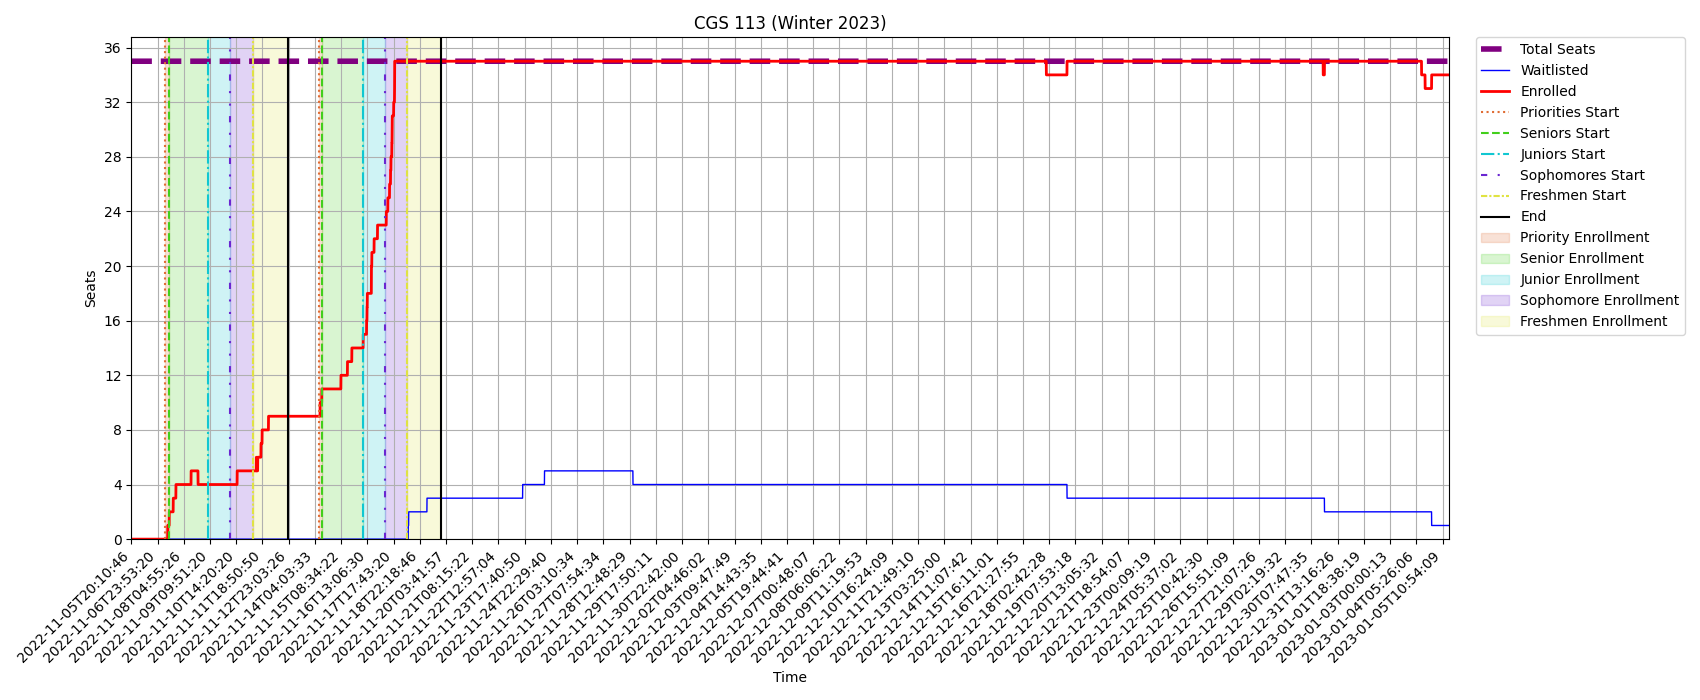 CGS 113 (Winter 2023)
36
32
28
24
20
16
12
8
4
0
Seats
2022-11-05T20:10:46
2022-11-06T23:53:20
2022-11-08T04:55:26
2022-11-09T09:51:20
2022-11-10T14:20:20
2022-11-11T18:50:50
2022-11-12T23:03:26
2022-11-14T04:03:33
2022-11-15T08:34:22
2022-11-16T13:06:30
2022-11-17T17:43:20
2022-11-18T22:18:46
2022-11-20T03:41:57
2022-11-21T08:15:22
2022-11-22T12:57:04
2022-11-23T17:40:50
2022-11-24T22:29:40
2022-11-26T03:10:34
2022-11-27T07:54:34
2022-11-28T12:48:29
2022-11-29T17:50:11
2022-11-30T22:42:00
2022-12-02T04:46:02
2022-12-03T09:47:49
2022-12-04T14:43:35
2022-12-05T19:44:41
2022-12-07T00:48:07
2022-12-08T06:06:22
2022-12-09T11:19:53
2022-12-10T16:24:09
2022-12-11T21:49:10
2022-12-13T03:25:00
2022-12-14T11:07:42
2022-12-15T16:11:01
2022-12-16T21:27:55
2022-12-18T02:42:28
2022-12-19T07:53:18
2022-12-20T13:05:32
2022-12-21T18:54:07
2022-12-23T00:09:19
2022-12-24T05:37:02
2022-12-25T10:42:30
2022-12-26T15:51:09
2022-12-27T21:07:26
2022-12-29T02:19:32
2022-12-30T07:47:35
2022-12-31T13:16:26
2023-01-01T18:38:19
2023-01-03T00:00:13
2023-01-04T05:26:06
2023-01-05T10:54:09
Time
Total Seats
Waitlisted
Enrolled
Priorities Start
Seniors Start
Juniors Start
Sophomores Start
Freshmen Start
End
Priority Enrollment
Senior Enrollment
Junior Enrollment
Sophomore Enrollment
Freshmen Enrollment